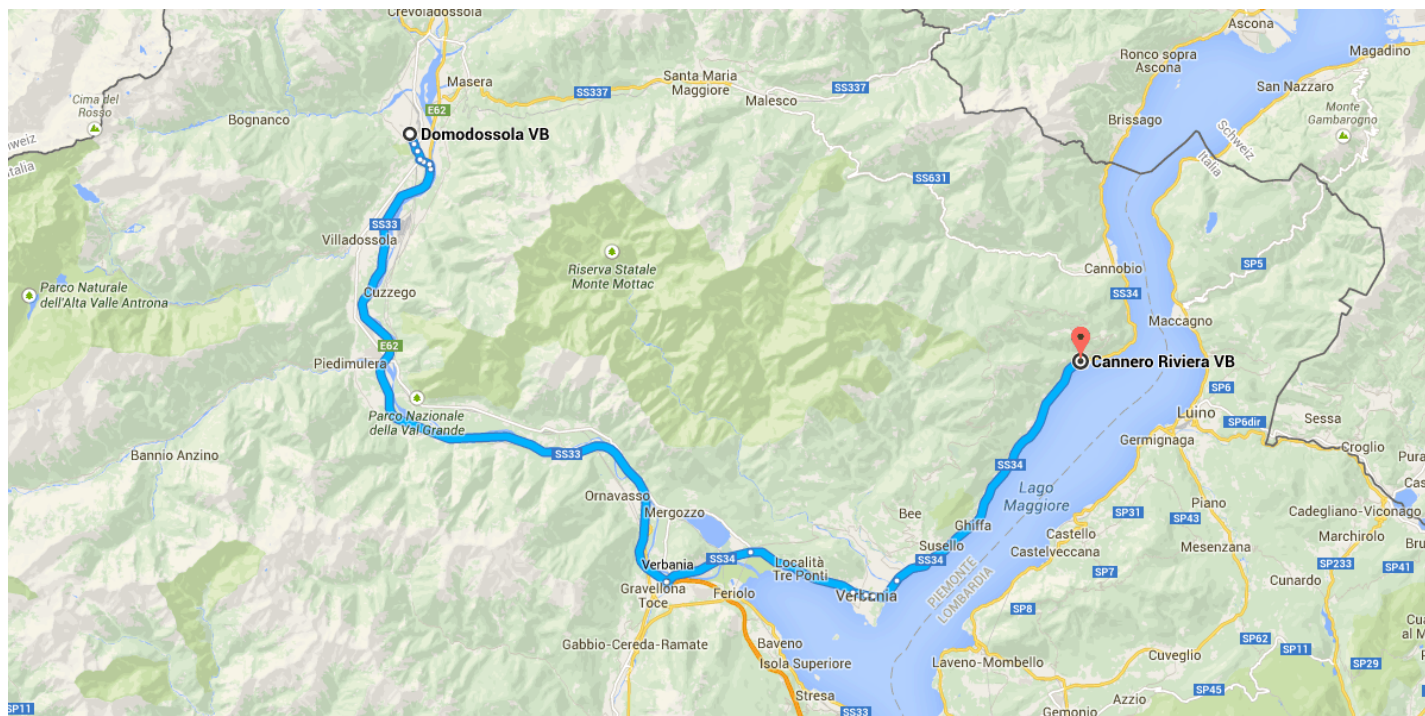 Crevoladossola
Ascona
Ronco sopra
Ascona
Magadino
Masera
Santa Maria
Maggiore
SS337
Malesco
SS337
San Nazzaro
Cima del
Rosso
E62
Bognanco
Monte
Gambarogno
Brissago
Domodossola VB
Schweiz
Italia
weiz
Italia
SS631
SS33
Villadossola
Riserva Statale
Monte Mottac
Parco Naturale
dell'Alta Valle Antrona
Cuzzego
Cannobio
SP5
SS34
Maccagno
E62
Piedimulera
Cannero Riviera VB
SP6
Parco Nazionale
della Val Grande
Luino
SP6dir
Sessa
Germignaga
Croglio
Bannio Anzino
SS33
SS34
Pura
Lago
Maggiore
Ornavasso
Mergozzo
Bee
Ghiffa
SP31
SP43
Piano
Cadegliano-Viconago
Castello
Castelveccana
Marchirolo
Susello
SS34
Mesenzana
SP233
SP41
Verbania
SS34
Località
Tre Ponti
SP7
Cunardo
Gravellona
Toce
Feriolo
Verbania
PIEMONTE
LOMBARDIA
SP8
Gabbio-Cereda-Ramate
Baveno
SP62
SP11
Isola Superiore
Laveno-Mombello
Cuveglio
SP29
Stresa
SP45
Azzio
SP11
SS33
Gemonio